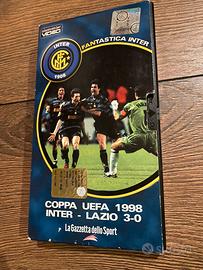 VIDEO
INTER
1908
FANTASTICA INTER
COPPA UEFA 1998
INTER - LAZIO 3-0
La Gazzetta dello Sport